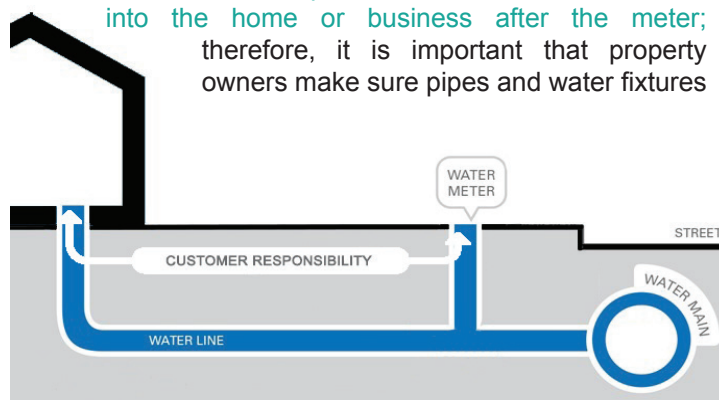 into the home or business after the meter;
therefore, it is important that property
owners make sure pipes and water fixtures
WATER
METER
STREET
CUSTOMER RESPONSIBILITY
WATER MAIN
WATER LINE